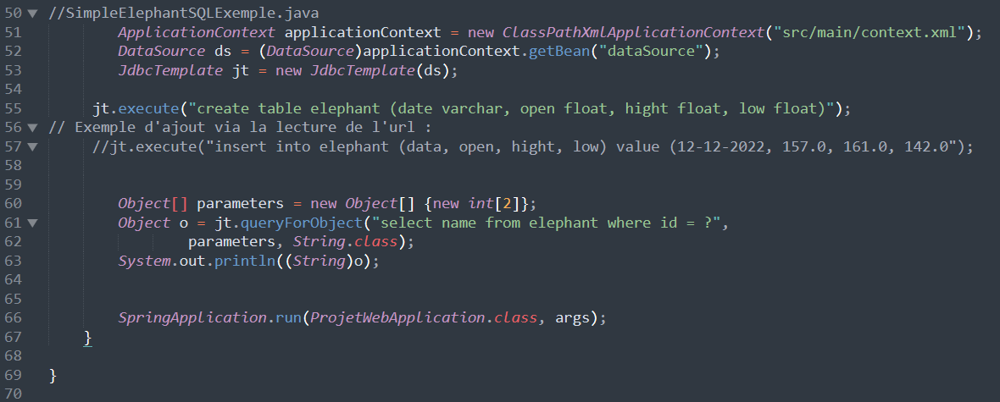 50 //SimpleElephantSQLExemple.java
51 ApplicationContext applicationContext = new ClassPathXmlApplicationContext("src/main/context.xml");
52 DataSource ds = (DataSource)applicationContext.getBean("dataSource");
53 JdbcTemplate jt = new JdbcTemplate(ds);
54
55 jt.execute("create table elephant (date varchar, open float, hight float, low float)");
56 // Exemple d'ajout via la lecture de l'url :
57 //jt.execute("insert into elephant (data, open, hight, low) value (12-12-2022, 157.0, 161.0, 142.0");
58
59
60 Object[] parameters = new Object[] {new int[2]};
61 Object o = jt.queryForObject("select name from elephant where id = ?",
62 parameters, String.class);
63 System.out.println((String)o);
64
65
66 SpringApplication.run(ProjetWebApplication.class, args);
67 }
68
69 }
70